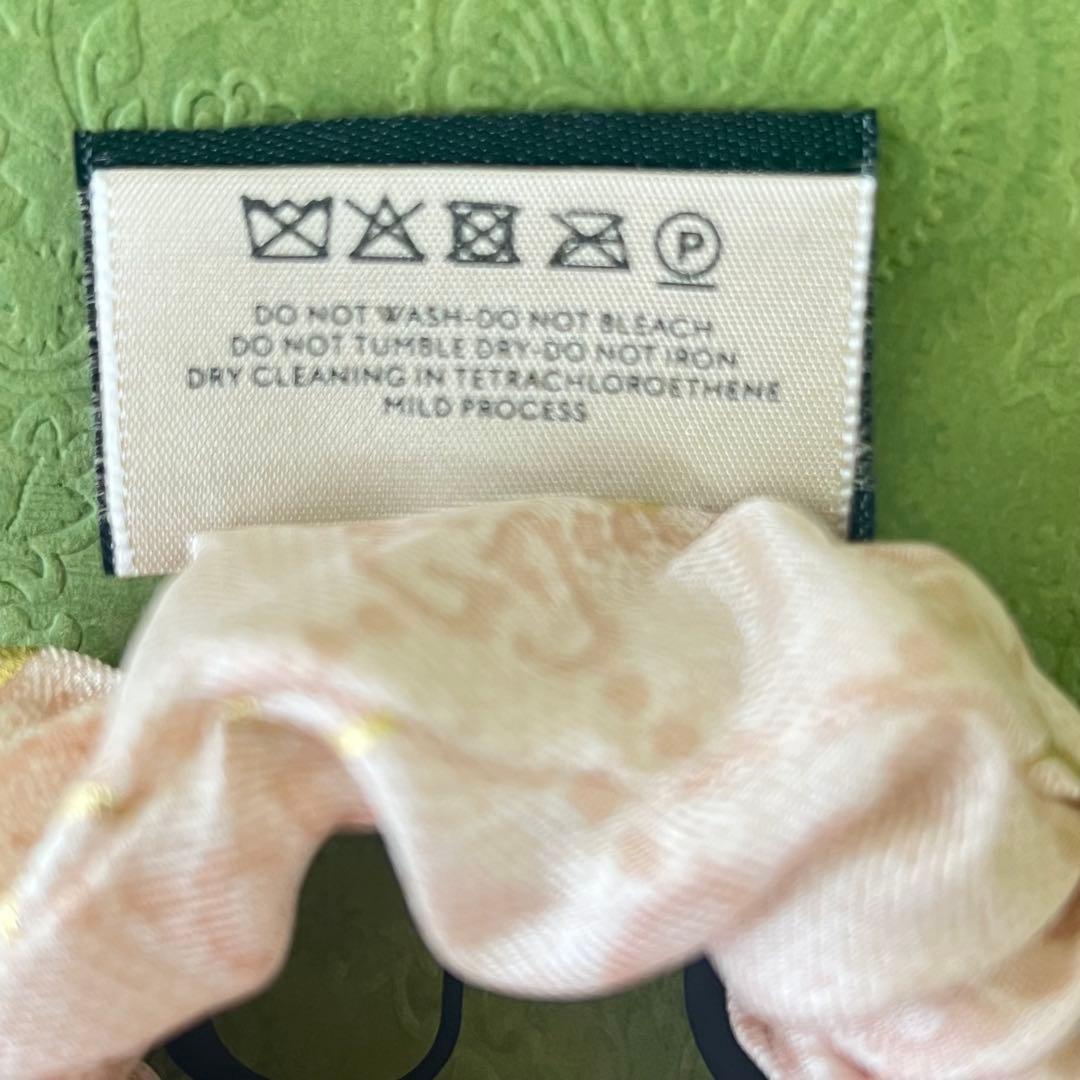 P
DO NOT WASH-DO NOT BLEACH
DO NOT TUMBLE DRY-DO NOT IRON
DRY CLEANING IN TETRACHLOROETHENE
MILD PROCESS